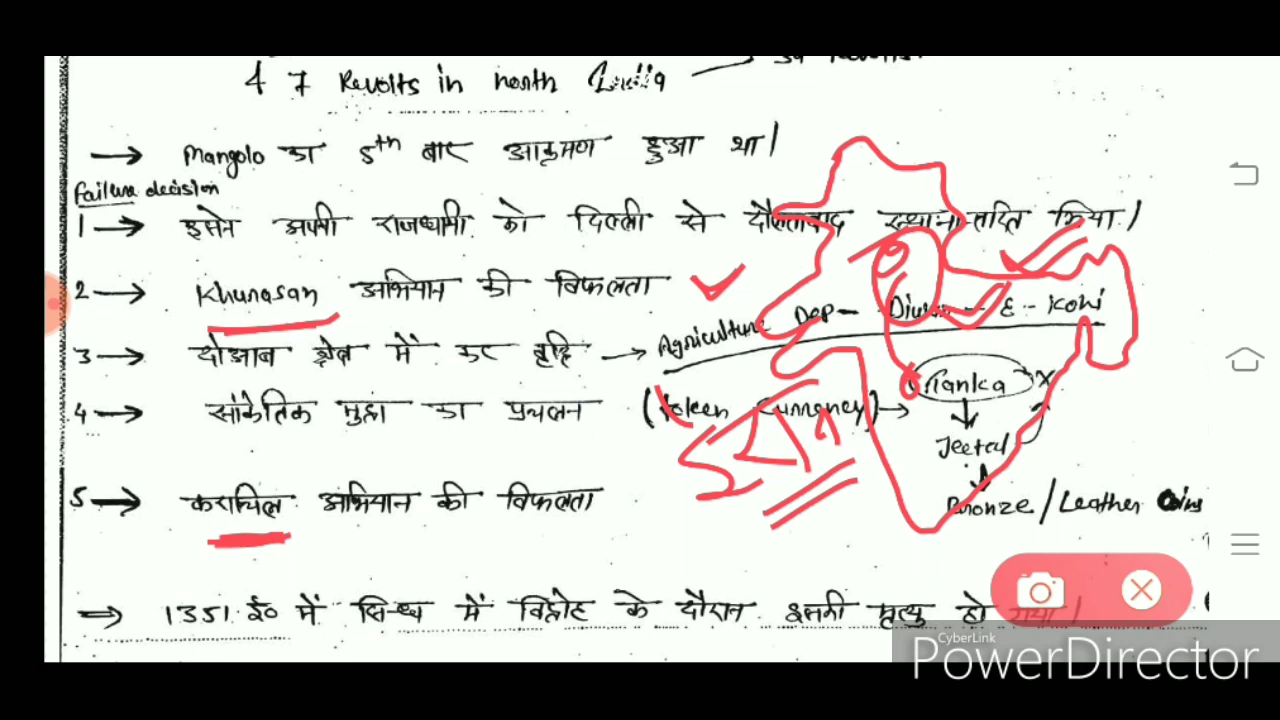 & 7 Revolts in north India →
→ Mangolo का 5th बार आक्रमण हुआ था।
Failure decision
1 → इसने अपनी राजधानी को दिल्ली से दौलताबाद स्थानान्तरित किया।
2 → Khurasan अभियान की विफलता
3 → दोआब क्षेत्र में कर वृद्धि → Agriculture Dep - Diwan - E - Kohi
4 → सांकेतिक मुद्रा का प्रचलन (token Currency) → Tanka X
Jeetal
Bronze / Leather Coins
5 → कराचिल अभियान की विफलता
⇒ 1351 ई० में सिन्ध में विद्रोह के दौरान इसकी मृत्यु हो गया।
CyberLink
PowerDirector